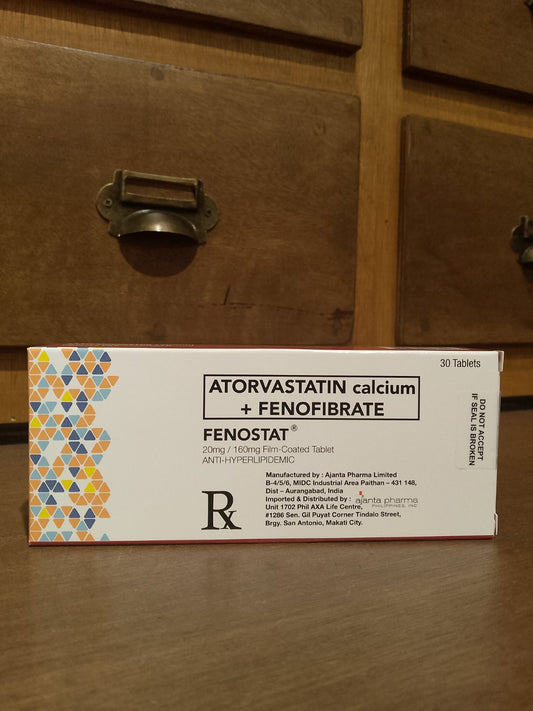 30 Tablets
ATORVASTATIN calcium
+ FENOFIBRATE
FENOSTAT®
20mg / 160mg Film-Coated Tablet
ANTI-HYPERLIPIDEMIC
DO NOT ACCEPT
IF SEAL IS BROKEN
Rx
Manufactured by : Ajanta Pharma Limited
B-4/5/6, MIDC Industrial Area Paithan – 431 148,
Dist – Aurangabad, India
Imported & Distributed by : ajanta pharma
PHILIPPINES, INC
Unit 1702 Phil AXA Life Centre,
#1286 Sen. Gil Puyat Corner Tindalo Street,
Brgy. San Antonio, Makati City.